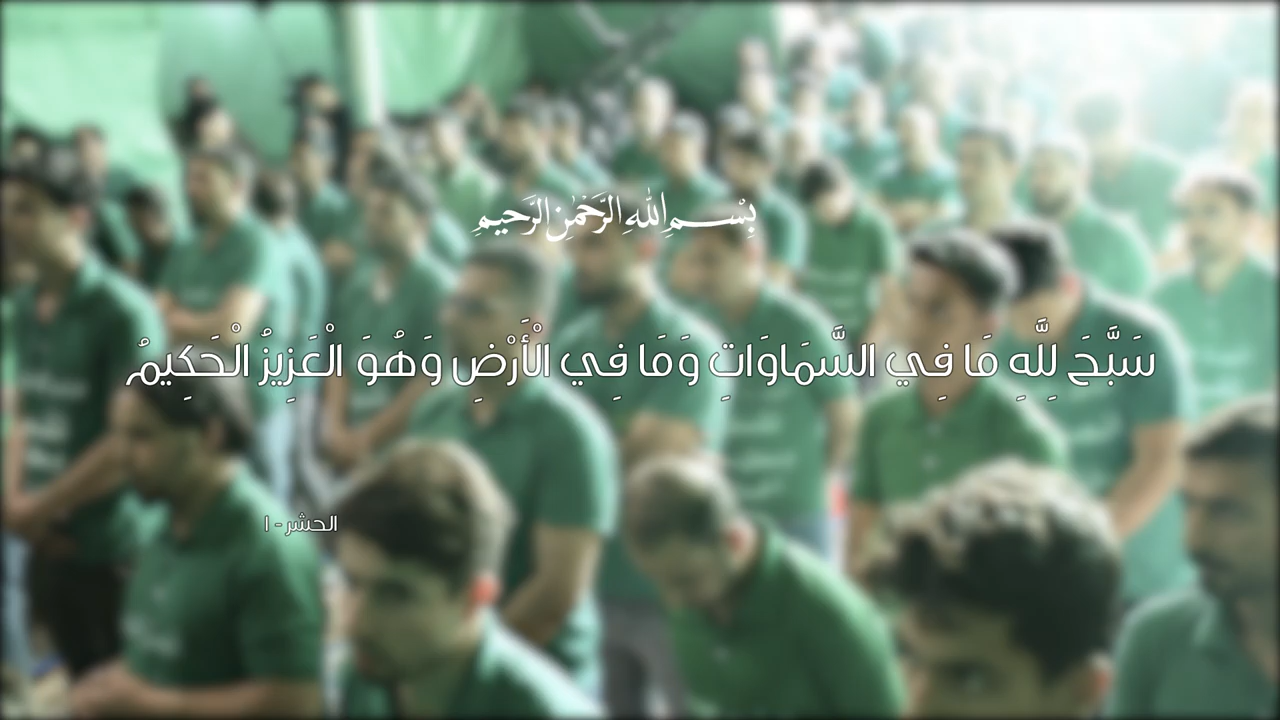 بِسْمِ اللَّهِ الرَّحْمَٰنِ الرَّحِيمِ
سَبَّحَ لِلَّهِ مَا فِي السَّمَاوَاتِ وَمَا فِي الْأَرْضِ وَهُوَ الْعَزِيزُ الْحَكِيمُ
الحشر - ١